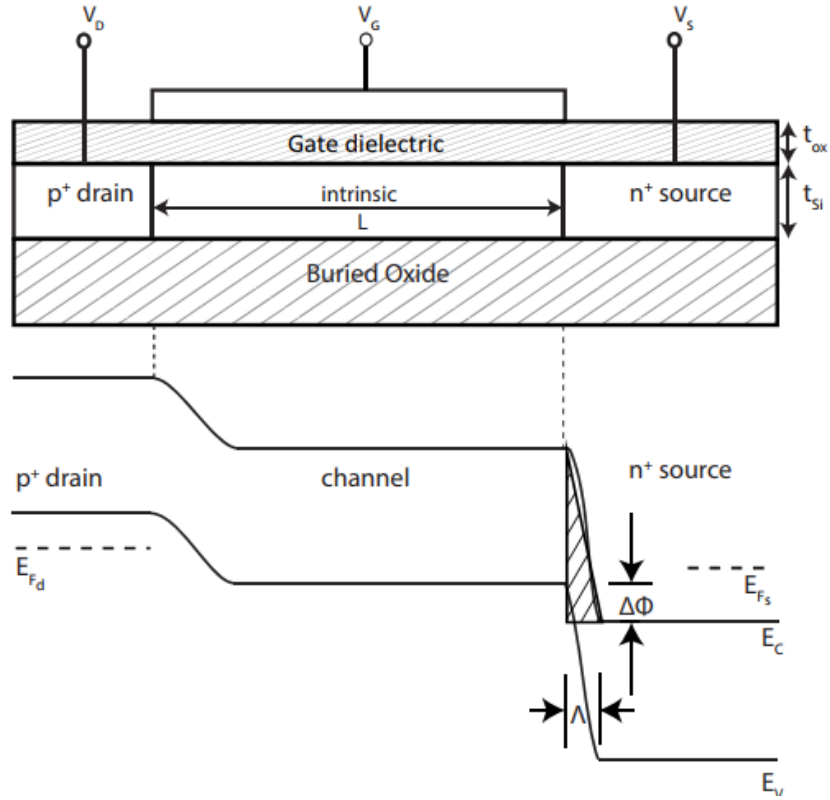 V_D
V_G
V_S
Gate dielectric
t_ox
p⁺ drain
intrinsic
n⁺ source
L
t_Si
Buried Oxide
p⁺ drain
channel
n⁺ source
E_Fd
E_Fs
ΔΦ
E_C
Λ
E_V